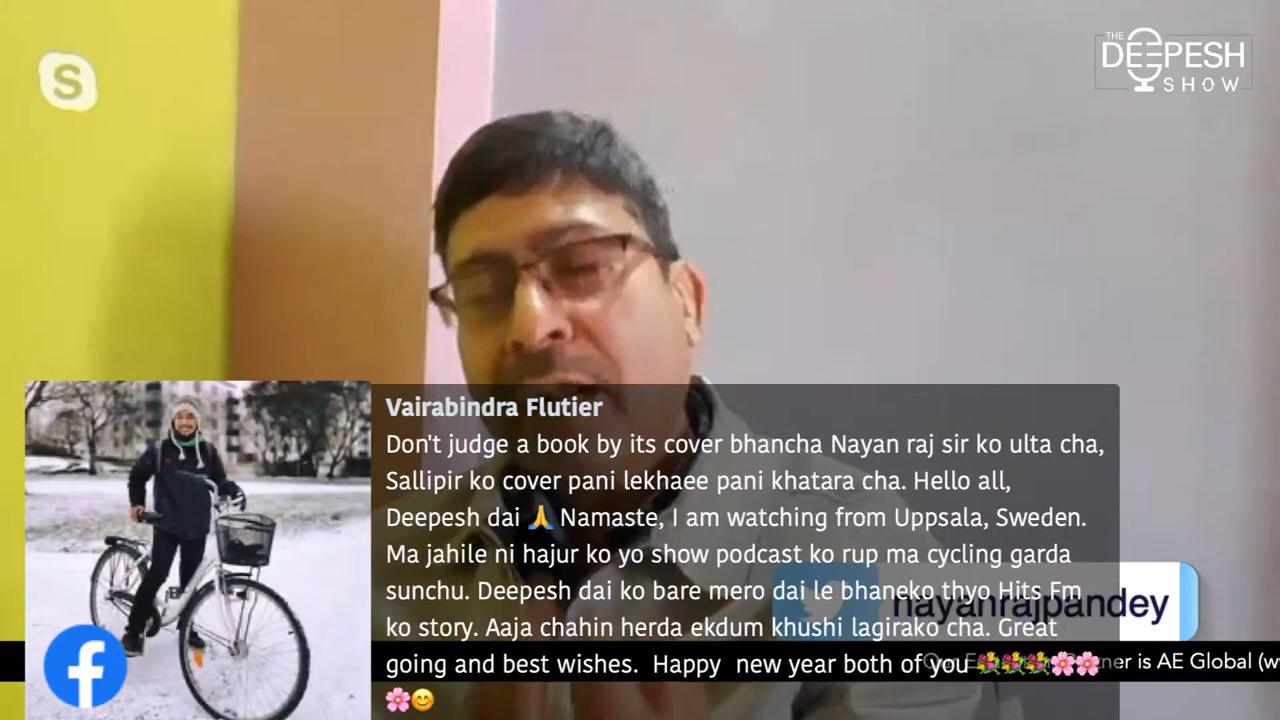 THE
DEEPESH
SHOW
Vairabindra Flutier
Don't judge a book by its cover bhancha Nayan raj sir ko ulta cha,
Sallipir ko cover pani lekhaee pani khatara cha. Hello all,
Deepesh dai 🙏 Namaste, I am watching from Uppsala, Sweden.
Ma jahile ni hajur ko yo show podcast ko rup ma cycling garda
sunchu. Deepesh dai ko bare mero dai le bhaneko thyo Hits Fm
nayanrajpandey
ko story. Aaja chahin herda ekdum khushi lagirako cha. Great
going and best wishes. Happy new year both of you 💐💐💐🌸🌸
🌸😊
er is AE Global (w